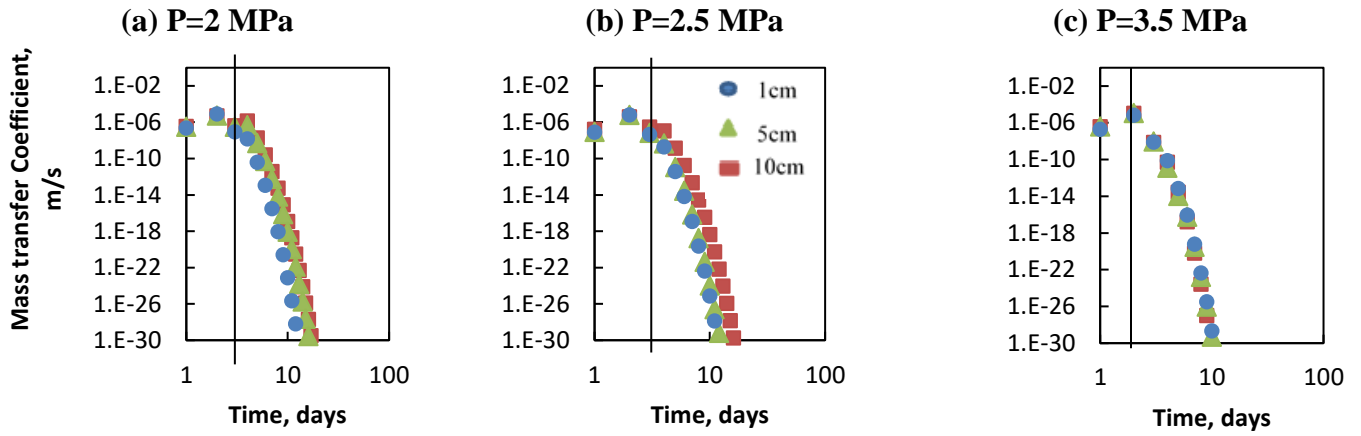 (a) P=2 MPa
(b) P=2.5 MPa
(c) P=3.5 MPa
Mass transfer Coefficient,
m/s
1.E-02
1.E-06
1.E-10
1.E-14
1.E-18
1.E-22
1.E-26
1.E-30
1 10 100
Time, days
1.E-02
1.E-06
1.E-10
1.E-14
1.E-18
1.E-22
1.E-26
1.E-30
1cm
5cm
10cm
1 10 100
Time, days
1.E-02
1.E-06
1.E-10
1.E-14
1.E-18
1.E-22
1.E-26
1.E-30
1 10 100
Time, days